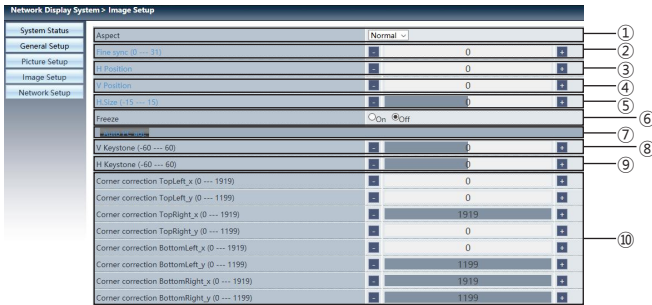 Network Display System > Image Setup
System Status
General Setup
Picture Setup
Image Setup
Network Setup
Aspect Normal ①
Fine sync (0 --- 31) - 0 + ②
H Position - 0 + ③
V Position - 0 + ④
H.Size (-15 --- 15) - 0 + ⑤
Freeze On Off ⑥
⑦
V Keystone (-60 --- 60) - 0 + ⑧
H Keystone (-60 --- 60) - 0 + ⑨
Corner correction TopLeft_x (0 --- 1919) - 0 +
Corner correction TopLeft_y (0 --- 1199) - 0 +
Corner correction TopRight_x (0 --- 1919) - 1919 +
Corner correction TopRight_y (0 --- 1199) - 0 +
Corner correction BottomLeft_x (0 --- 1919) - 0 + ⑩
Corner correction BottomLeft_y (0 --- 1199) - 1199 +
Corner correction BottomRight_x (0 --- 1919) - 1919 +
Corner correction BottomRight_y (0 --- 1199) - 1199 +